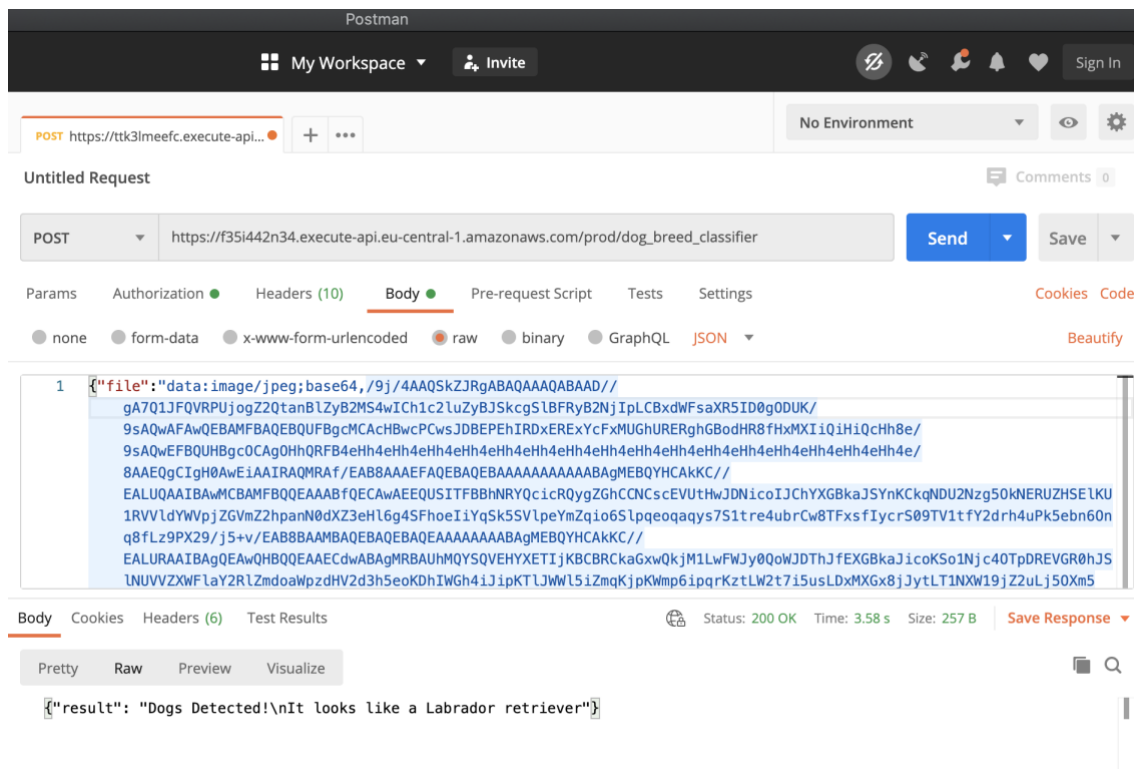 Postman
My Workspace Invite Sign In
POST https://ttk3lmeefc.execute-api... + ••• No Environment
Untitled Request Comments 0
POST https://f35i442n34.execute-api.eu-central-1.amazonaws.com/prod/dog_breed_classifier Send Save
Params Authorization Headers (10) Body Pre-request Script Tests Settings Cookies Code
none form-data x-www-form-urlencoded raw binary GraphQL JSON Beautify
1 {"file":"data:image/jpeg;base64,/9j/4AAQSkZJRgABAQAAAQABAAD//
gA7Q1JFQVRPUjogZ2QtanBlZyB2MS4wICh1c2luZyBJSkcgSlBFRyB2NjIpLCBxdWFsaXR5ID0gODUK/
9sAQwAFAwQEBAMFBAQEBQUFBgcMCAcHBwcPCwsJDBEPEhIRDxERExYcFxMUGhURERghGBodHR8fHxMXIiQiHiQcHh8e/
9sAQwEFBQUHBgcOCAgOHhQRFB4eHh4eHh4eHh4eHh4eHh4eHh4eHh4eHh4eHh4eHh4eHh4eHh4eHh4eHh4eHh4eHh4e/
8AAEQgCIgH0AwEiAAIRAQMRAf/EAB8AAAEFAQEBAQEBAAAAAAAAAAABAgMEBQYHCAkKC//
EALUQAAIBAwMCBAMFBQQEAAABfQECAwAEEQUSITFBBhNRYQcicRQygZGhCCNCscEVUtHwJDNicoIJChYXGBkaJSYnKCkqNDU2Nzg5OkNERUZHSElKU
1RVVldYWVpjZGVmZ2hpanN0dXZ3eHl6g4SFhoeIiYqSk5SVlpeYmZqio6Slpqeoqaqys7S1tre4ubrCw8TFxsfIycrS09TV1tfY2drh4uPk5ebn6On
q8fLz9PX29/j5+v/EAB8BAAMBAQEBAQEBAQEAAAAAAAABAgMEBQYHCAkKC//
EALURAAIBAgQEAwQHBQQEAAECdwABAgMRBAUhMQYSQVEHYXETIjKBCBRCkaGxwQkjM1LwFWJy0QoWJDThJfEXGBkaJicoKSo1Njc4OTpDREVGR0hJS
lNUVVZXWFlaY2RlZmdoaWpzdHV2d3h5eoKDhIWGh4iJipKTlJWWl5iZmqKjpKWmp6ipqrKztLW2t7i5usLDxMXGx8jJytLT1NXW19jZ2uLj5OXm5
Body Cookies Headers (6) Test Results Status: 200 OK Time: 3.58 s Size: 257 B Save Response
Pretty Raw Preview Visualize
{"result": "Dogs Detected!\nIt looks like a Labrador retriever"}